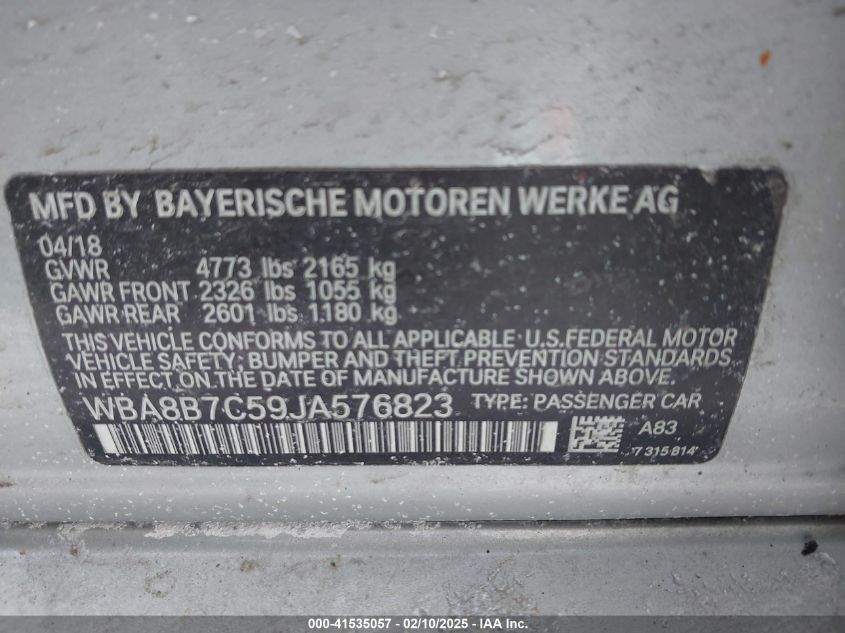 MFD BY BAYERISCHE MOTOREN WERKE AG
04/18
GVWR 4773 lbs 2165 kg
GAWR FRONT 2326 lbs 1055 kg
GAWR REAR 2601 lbs 1180 kg
THIS VEHICLE CONFORMS TO ALL APPLICABLE U.S.FEDERAL MOTOR
VEHICLE SAFETY, BUMPER AND THEFT PREVENTION STANDARDS
IN EFFECT ON THE DATE OF MANUFACTURE SHOWN ABOVE.
WBA8B7C59JA576823 TYPE: PASSENGER CAR
A83
7 315 814
000-41535057 - 02/10/2025 - IAA Inc.